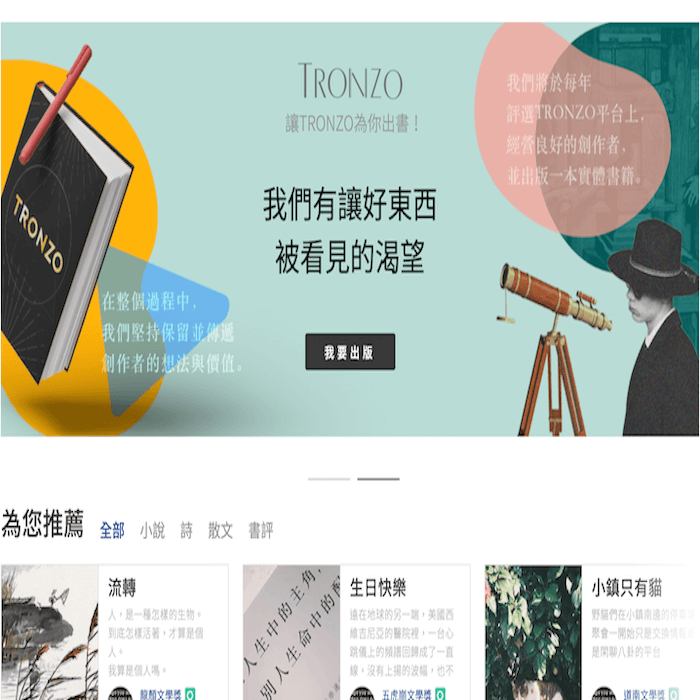 TRONZO
讓TRONZO為你出書！
我們有讓好東西
被看見的渴望
我要出版
我們將於每年
評選TRONZO平台上，
經營良好的創作者，
並出版一本實體書籍。
TRONZO
在整個過程中，
我們堅持保留並傳遞
創作者的想法與價值。
為您推薦
全部 小說 詩 散文 書評
流轉
人，是一種怎樣的生物。
到底怎樣活著，才算是個
人。
我算是個人嗎。
龍顏文學獎
人生中的主角，
別人生命中的配
生日快樂
遠在地球的另一端，美國西
維吉尼亞的醫院裡，一台心
跳儀上的頻譜回歸成了一直
線。沒有上揚的波幅，也不
五虎崗文學獎
小鎮只有貓
野貓們在小鎮南邊的停車
聚會一開始只是交換情報
是閑聊八卦的平台
道南文學獎